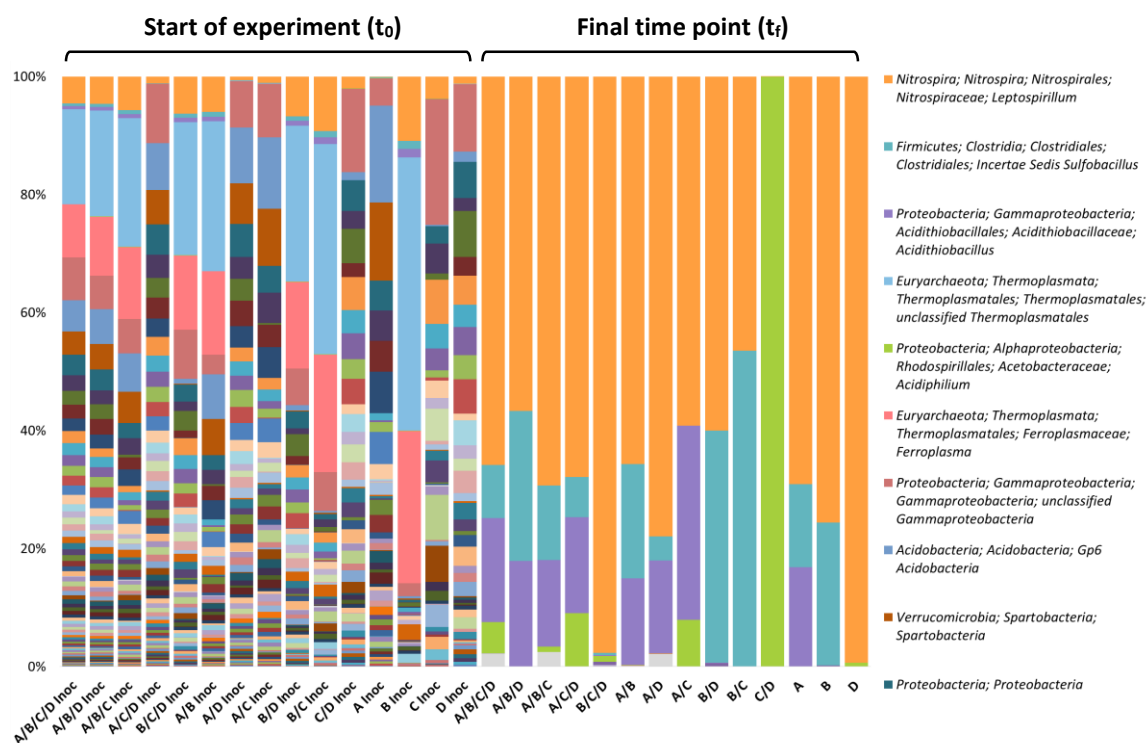 Start of experiment (t₀)
Final time point (tf)
100%
80%
60%
40%
20%
0%
A/B/C/D Inoc
A/B/D Inoc
A/B/C Inoc
A/C/D Inoc
B/C/D Inoc
A/B Inoc
A/D Inoc
A/C Inoc
B/D Inoc
B/C Inoc
C/D Inoc
A Inoc
B Inoc
C Inoc
D Inoc
A/B/C/D
A/B/D
A/B/C
A/C/D
B/C/D
A/B
A/D
A/C
B/D
B/C
C/D
A
B
D
Nitrospira; Nitrospira; Nitrospirales;
Nitrospiraceae; Leptospirillum
Firmicutes; Clostridia; Clostridiales;
Clostridiales; Incertae Sedis Sulfobacillus
Proteobacteria; Gammaproteobacteria;
Acidithiobacillales; Acidithiobacillaceae;
Acidithiobacillus
Euryarchaeota; Thermoplasmata;
Thermoplasmatales; Thermoplasmatales;
unclassified Thermoplasmatales
Proteobacteria; Alphaproteobacteria;
Rhodospirillales; Acetobacteraceae;
Acidiphilium
Euryarchaeota; Thermoplasmata;
Thermoplasmatales; Ferroplasmaceae;
Ferroplasma
Proteobacteria; Gammaproteobacteria;
Gammaproteobacteria; unclassified
Gammaproteobacteria
Acidobacteria; Acidobacteria; Gp6
Acidobacteria
Verrucomicrobia; Spartobacteria;
Spartobacteria
Proteobacteria; Proteobacteria